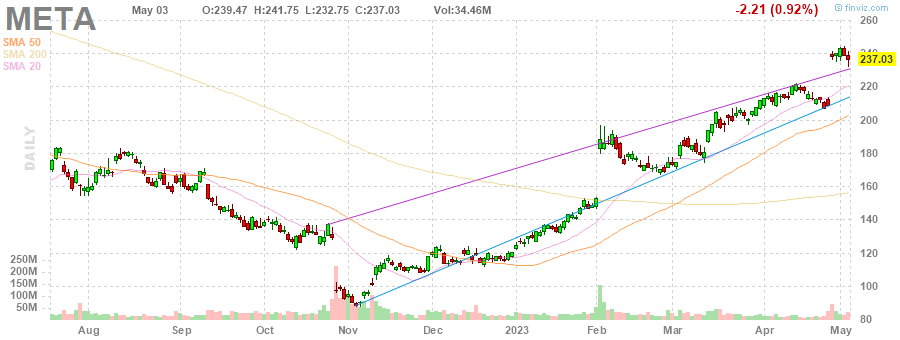 META May 03 O:239.47 H:241.75 L:232.75 C:237.03 Vol:34.46M -2.21 (0.92%) © finviz.com
SMA 50
SMA 200
SMA 20
DAILY
260
240
237.03
220
200
180
160
140
120
100
80
250M
200M
150M
100M
50M
Aug Sep Oct Nov Dec 2023 Feb Mar Apr May